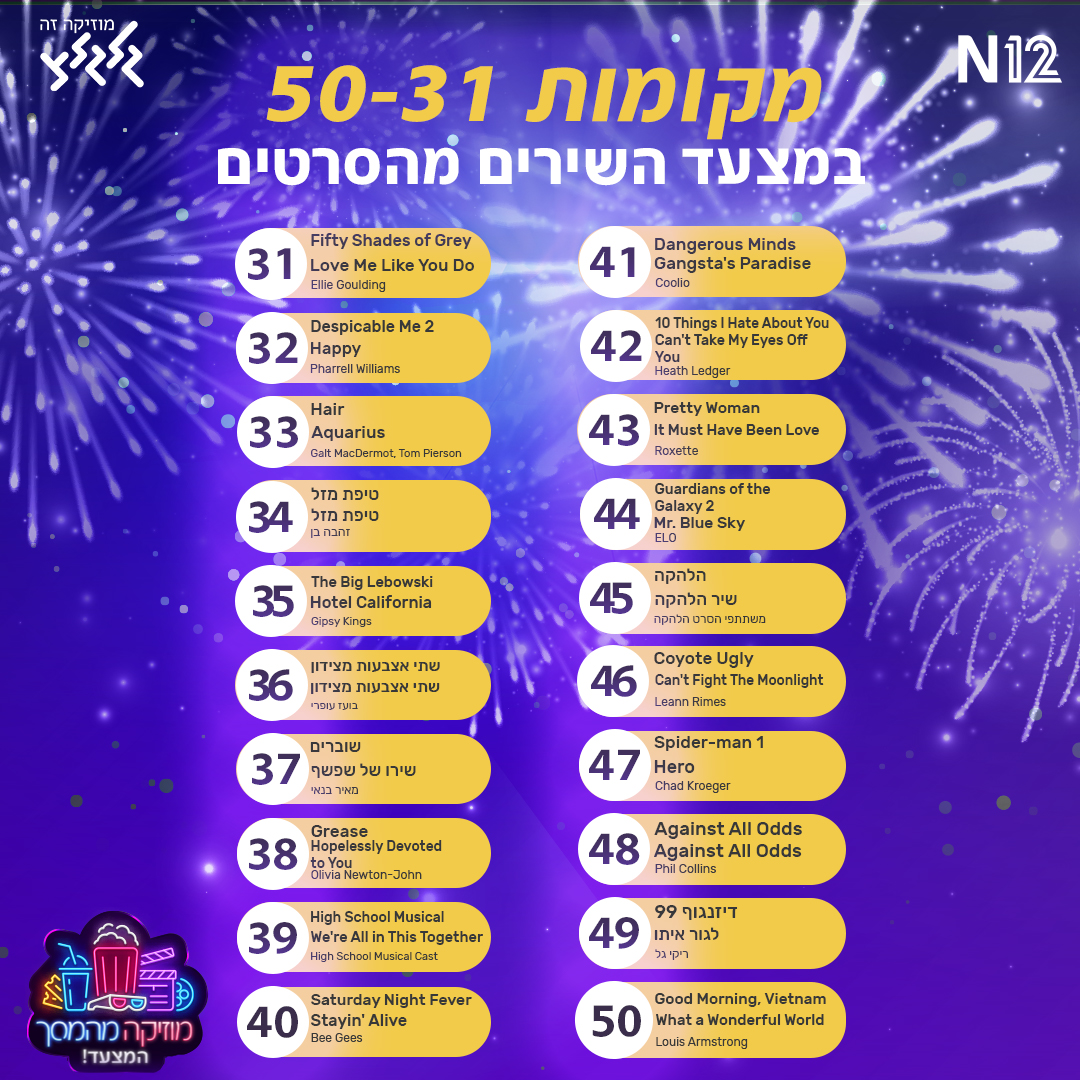 מוזיקה זה
גלגלצ
N12
מקומות 50-31
במצעד השירים מהסרטים
31
Fifty Shades of Grey
Love Me Like You Do
Ellie Goulding
32
Despicable Me 2
Happy
Pharrell Williams
33
Hair
Aquarius
Galt MacDermot, Tom Pierson
34
טיפת מזל
טיפת מזל
זהבה בן
35
The Big Lebowski
Hotel California
Gipsy Kings
36
שתי אצבעות מצידון
שתי אצבעות מצידון
בועז עופרי
37
שוברים
שירו של שפשף
מאיר בנאי
38
Grease
Hopelessly Devoted
to You
Olivia Newton-John
39
High School Musical
We're All in This Together
High School Musical Cast
40
Saturday Night Fever
Stayin' Alive
Bee Gees
41
Dangerous Minds
Gangsta's Paradise
Coolio
42
10 Things I Hate About You
Can't Take My Eyes Off
You
Heath Ledger
43
Pretty Woman
It Must Have Been Love
Roxette
44
Guardians of the
Galaxy 2
Mr. Blue Sky
ELO
45
הלהקה
שיר הלהקה
משתתפי הסרט הלהקה
46
Coyote Ugly
Can't Fight The Moonlight
Leann Rimes
47
Spider-man 1
Hero
Chad Kroeger
48
Against All Odds
Against All Odds
Phil Collins
49
דיזנגוף 99
לגור איתו
ריקי גל
50
Good Morning, Vietnam
What a Wonderful World
Louis Armstrong
מוזיקה מהמסך
המצעד!